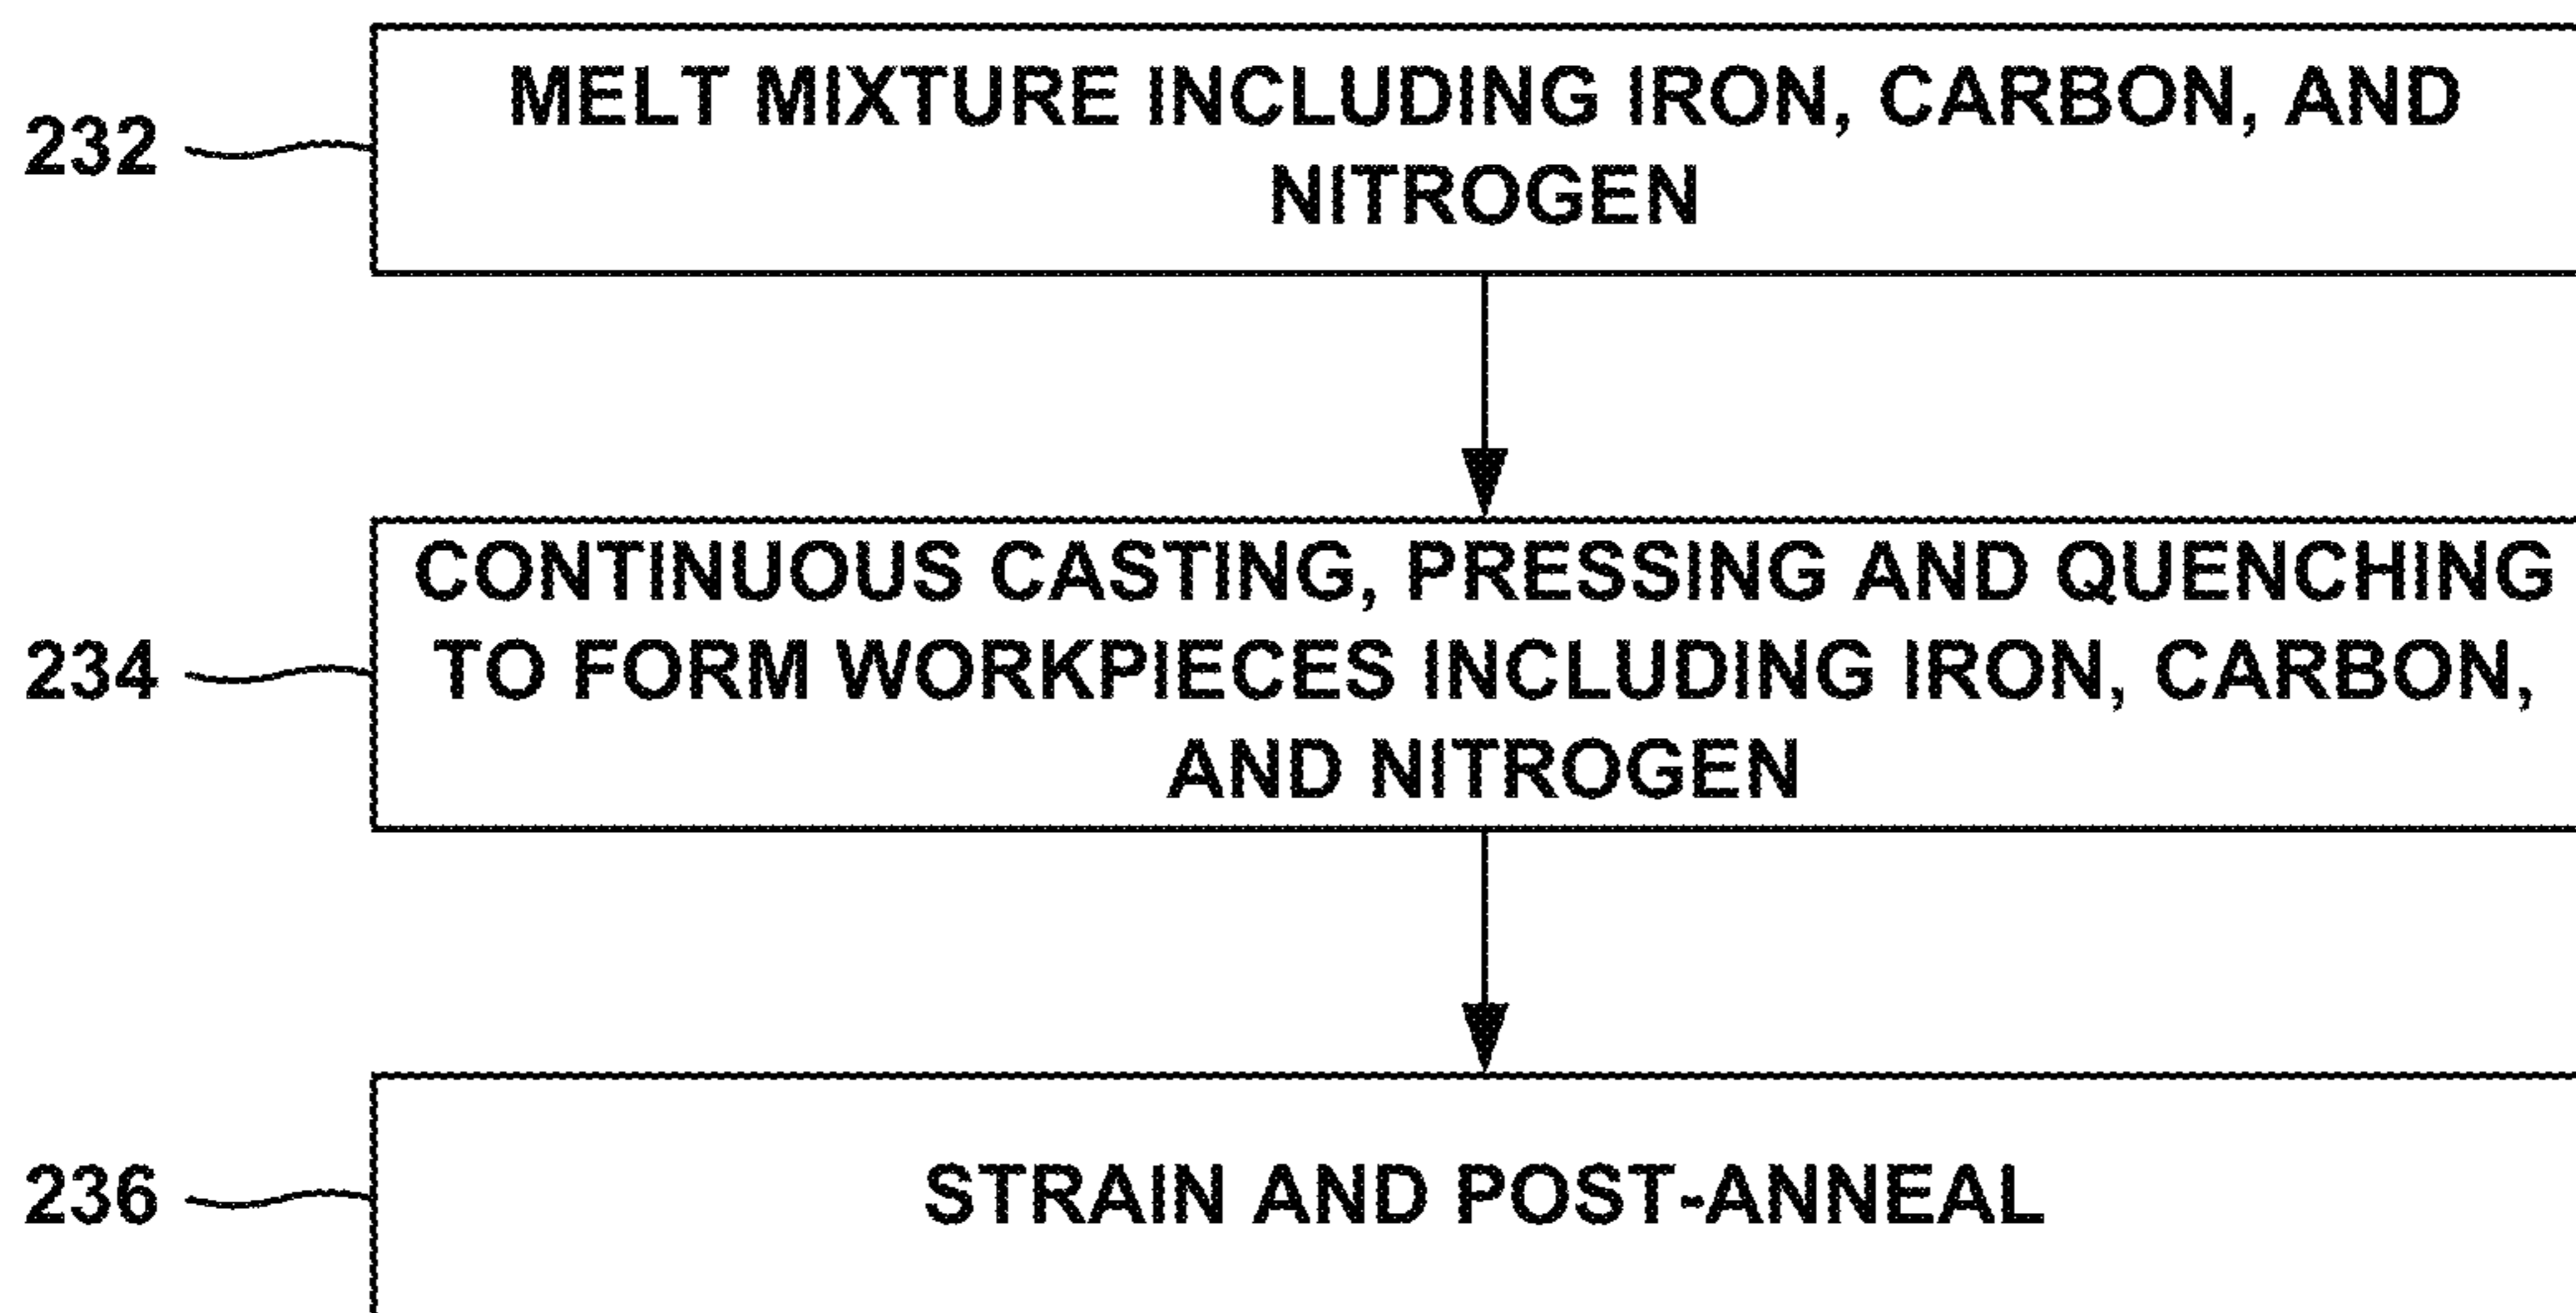 232
MELT MIXTURE INCLUDING IRON, CARBON, AND
NITROGEN
234
CONTINUOUS CASTING, PRESSING AND QUENCHING
TO FORM WORKPIECES INCLUDING IRON, CARBON,
AND NITROGEN
236
STRAIN AND POST-ANNEAL